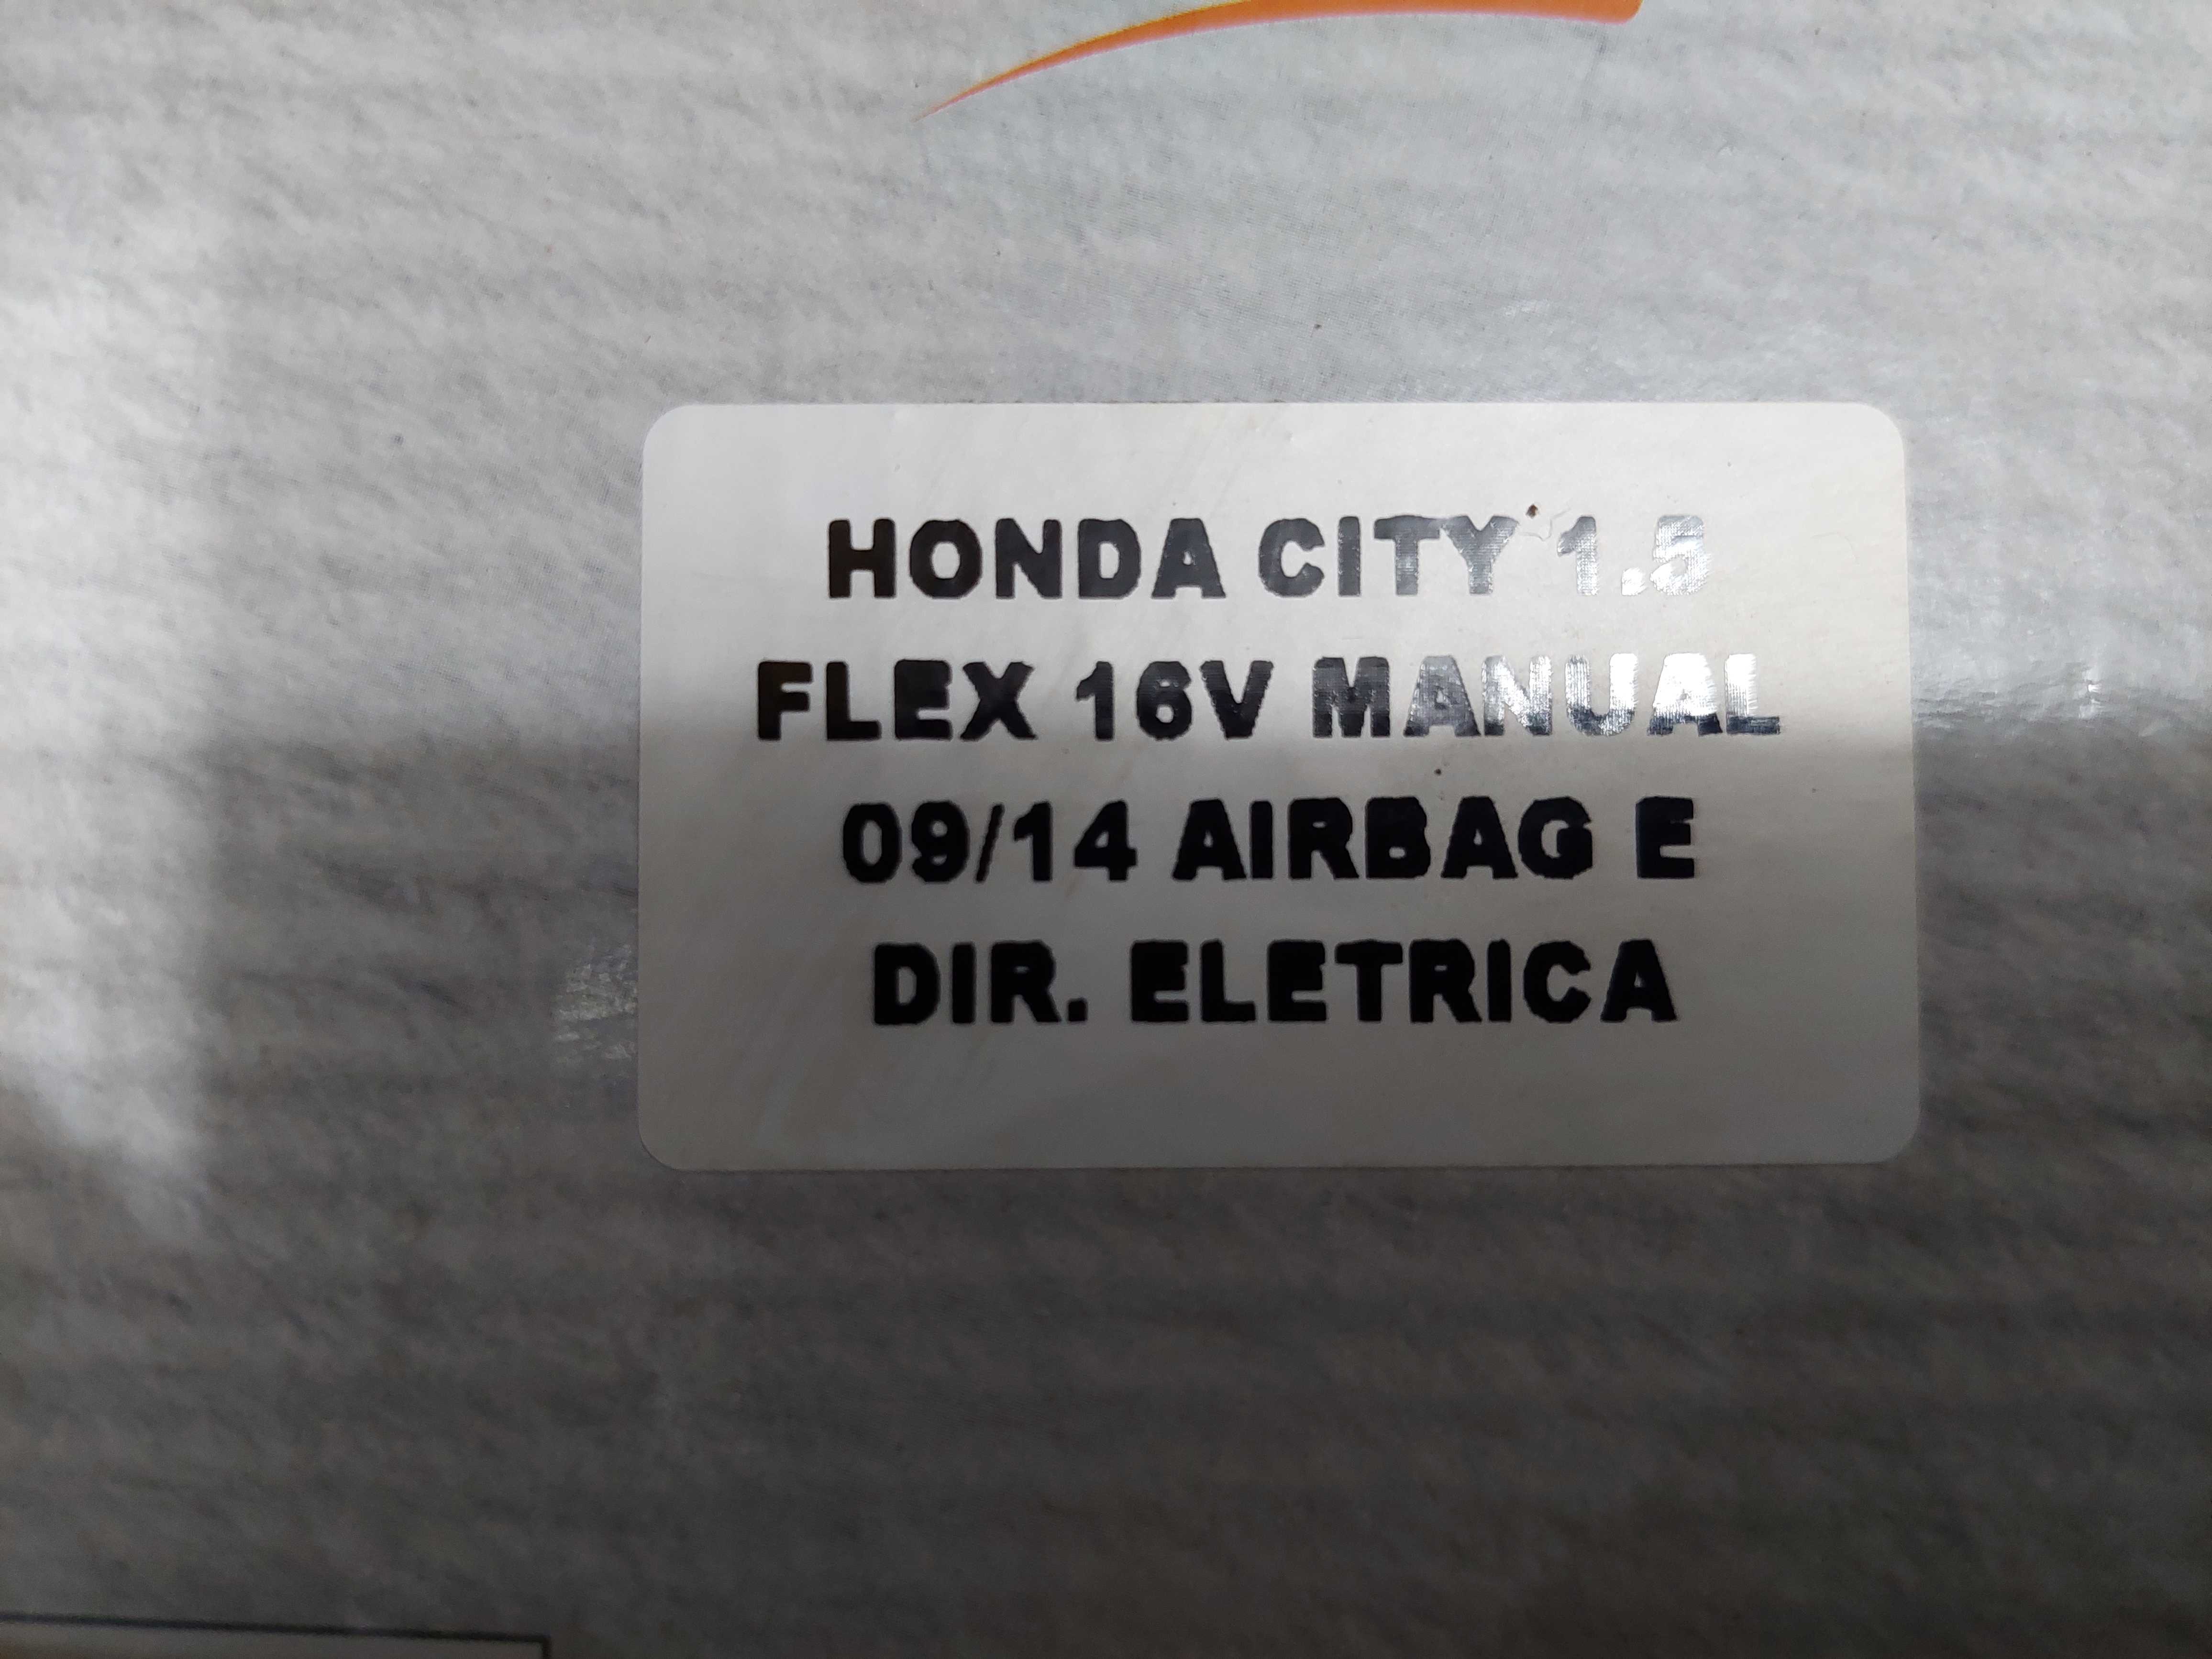 HONDA CITY 1.5
FLEX 16V MANUAL
09/14 AIRBAG E
DIR. ELETRICA